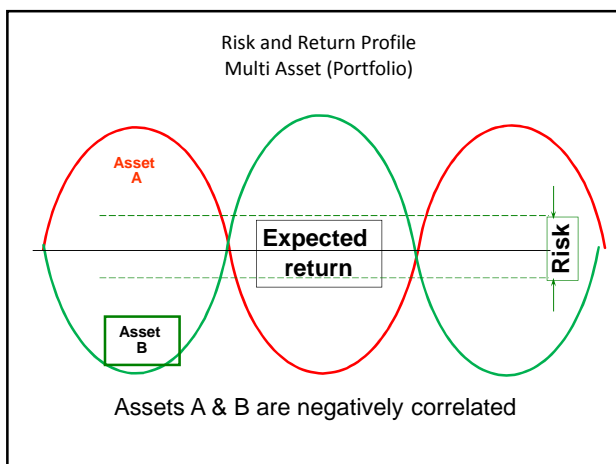 Risk and Return Profile
Multi Asset (Portfolio)
Asset
A
Expected
return
Risk
Asset
B
Assets A & B are negatively correlated